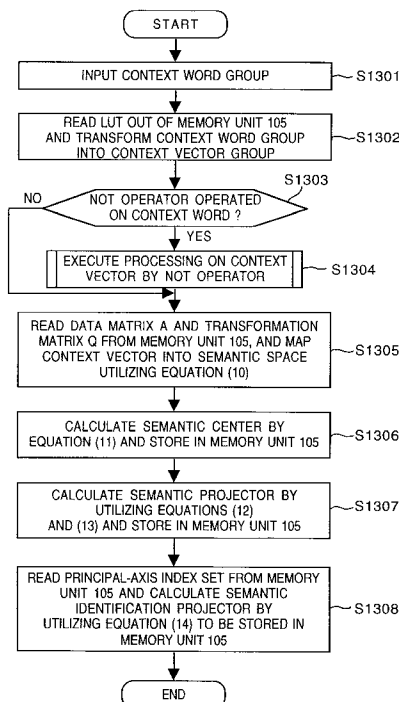 START
INPUT CONTEXT WORD GROUP
S1301
READ LUT OUT OF MEMORY UNIT 105
AND TRANSFORM CONTEXT WORD GROUP
INTO CONTEXT VECTOR GROUP
S1302
S1303
NO
NOT OPERATOR OPERATED
ON CONTEXT WORD ?
YES
EXECUTE PROCESSING ON CONTEXT
VECTOR BY NOT OPERATOR
S1304
READ DATA MATRIX A AND TRANSFORMATION
MATRIX Q FROM MEMORY UNIT 105, AND MAP
CONTEXT VECTOR INTO SEMANTIC SPACE
UTILIZING EQUATION (10)
S1305
CALCULATE SEMANTIC CENTER BY
EQUATION (11) AND STORE IN MEMORY UNIT 105
S1306
CALCULATE SEMANTIC PROJECTOR BY
UTILIZING EQUATIONS (12)
AND (13) AND STORE IN MEMORY UNIT 105
S1307
READ PRINCIPAL-AXIS INDEX SET FROM MEMORY
UNIT 105 AND CALCULATE SEMANTIC
IDENTIFICATION PROJECTOR BY
UTILIZING EQUATION (14) TO BE STORED IN
MEMORY UNIT 105
S1308
END